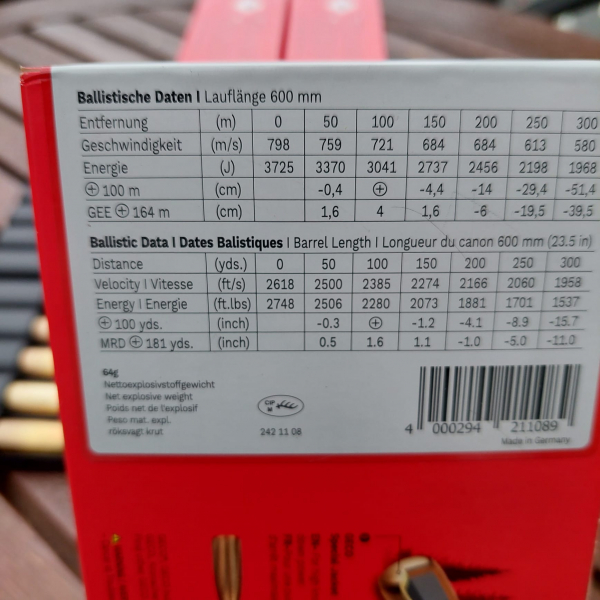 Ballistische Daten I Lauflänge 600 mm
Entfernung (m) 0 50 100 150 200 250 300
Geschwindigkeit (m/s) 798 759 721 684 684 613 580
Energie (J) 3725 3370 3041 2737 2456 2198 1968
⊕ 100 m (cm) -0,4 ⊕ -4,4 -14 -29,4 -51,4
GEE ⊕ 164 m (cm) 1,6 4 1,6 -6 -19,5 -39,5
Ballistic Data I Dates Balistiques I Barrel Length I Longueur du canon 600 mm (23.5 in)
Distance (yds.) 0 50 100 150 200 250 300
Velocity I Vitesse (ft/s) 2618 2500 2385 2274 2166 2060 1958
Energy I Energie (ft.lbs) 2748 2506 2280 2073 1881 1701 1537
⊕ 100 yds. (inch) -0.3 ⊕ -1.2 -4.1 -8.9 -15.7
MRD ⊕ 181 yds. (inch) 0.5 1.6 1.1 -1.0 -5.0 -11.0
64g
Nettoexplosivstoffgewicht
Net explosive weight
Poids net de l'explosif
Peso mat. expl.
röksvagt krut
242 11 06
4 000294 211089
Made in Germany